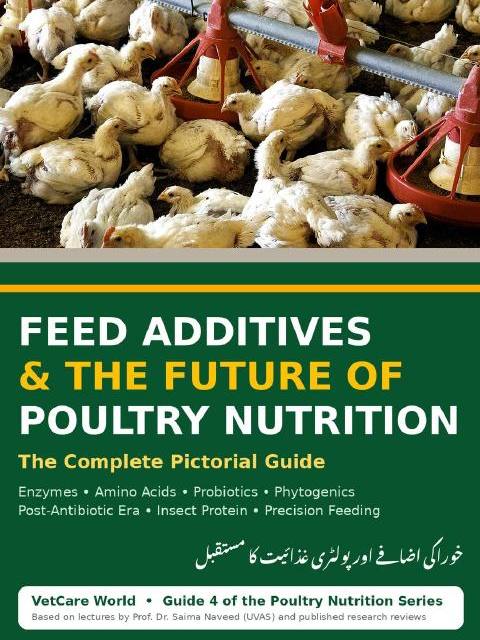 FEED ADDITIVES
& THE FUTURE OF
POULTRY NUTRITION
The Complete Pictorial Guide
Enzymes • Amino Acids • Probiotics • Phytogenics
Post-Antibiotic Era • Insect Protein • Precision Feeding
خوراکی اضافے اور پولٹری غذائیت کا مستقبل
VetCare World • Guide 4 of the Poultry Nutrition Series
Based on lectures by Prof. Dr. Saima Naveed (UVAS) and published research reviews